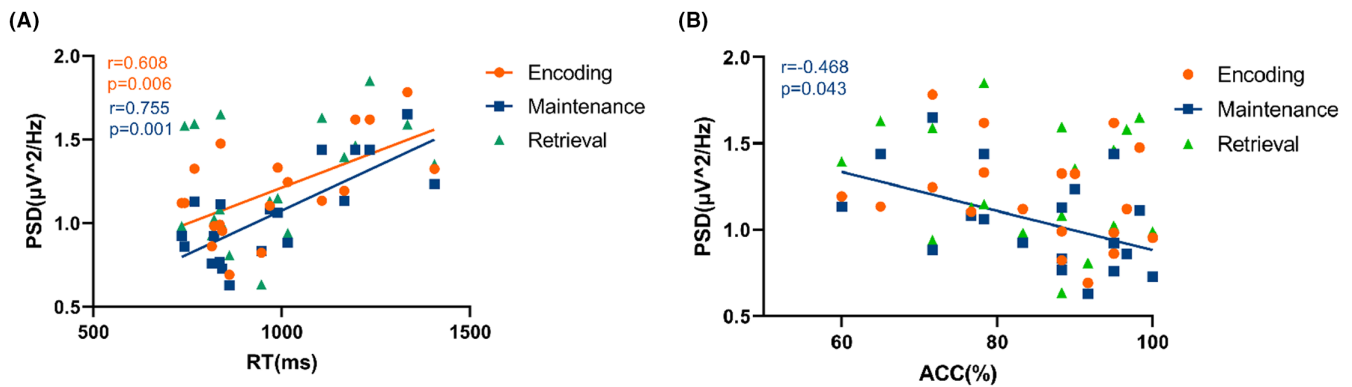 (A)
r=0.608
p=0.006
r=0.755
p=0.001
2.0
1.5
1.0
0.5
PSD(μV^2/Hz)
500
1000
1500
RT(ms)
Encoding
Maintenance
Retrieval
(B)
r=-0.468
p=0.043
2.0
1.5
1.0
0.5
PSD(μV^2/Hz)
60
80
100
ACC(%)
Encoding
Maintenance
Retrieval